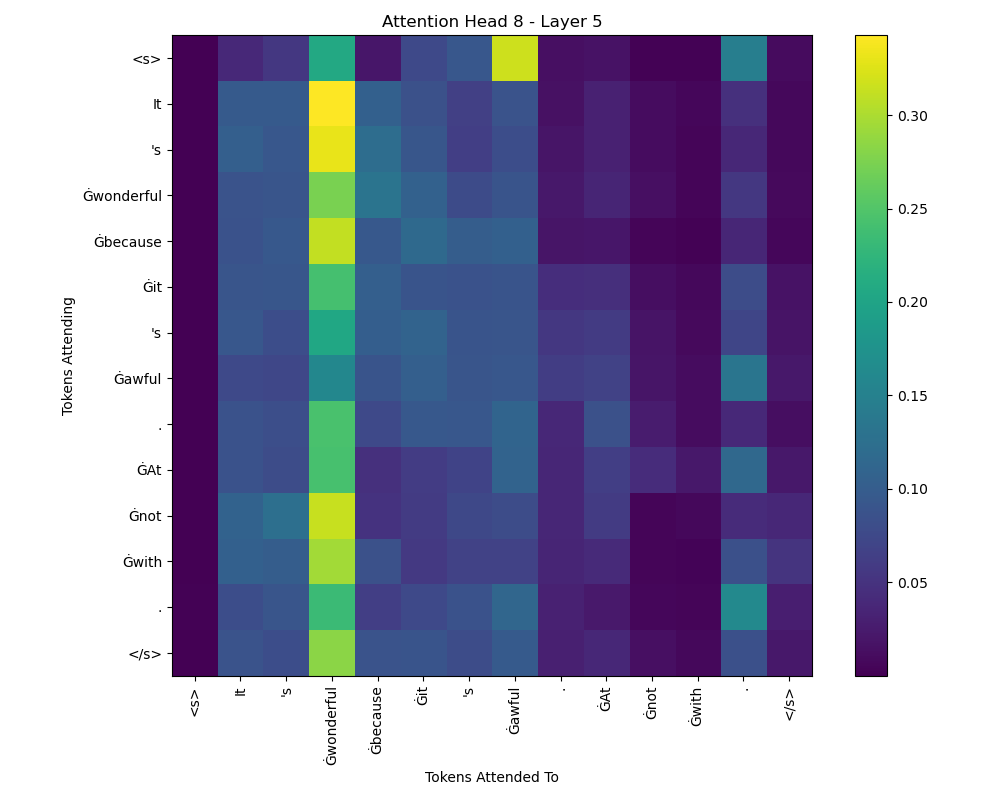 Attention Head 8 - Layer 5
Tokens Attending
<s>
It
's
Ġwonderful
Ġbecause
Ġit
's
Ġawful
.
ĠAt
Ġnot
Ġwith
.
</s>
<s>
It
's
Ġwonderful
Ġbecause
Ġit
's
Ġawful
.
ĠAt
Ġnot
Ġwith
.
</s>
Tokens Attended To
0.30
0.25
0.20
0.15
0.10
0.05